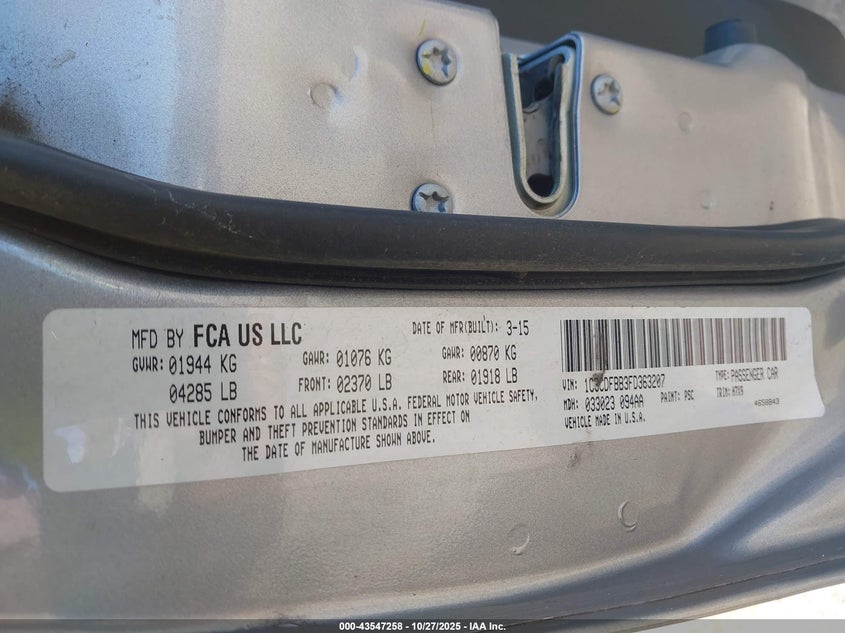 MFD BY FCA US LLC
DATE OF MFR(BUILT): 3-15
GVWR: 01944 KG
GAWR: 01076 KG
GAWR: 00870 KG
04285 LB
FRONT: 02370 LB
REAR: 01918 LB
THIS VEHICLE CONFORMS TO ALL APPLICABLE U.S.A. FEDERAL MOTOR VEHICLE SAFETY,
BUMPER AND THEFT PREVENTION STANDARDS IN EFFECT ON
THE DATE OF MANUFACTURE SHOWN ABOVE.
VIN:
TYPE: PASSENGER CAR
MDH: 033023 094AA
PAINT: PSC
TRIM:
4658843
VEHICLE MADE IN U.S.A.
000-43547258 - 10/27/2025 - IAA Inc.